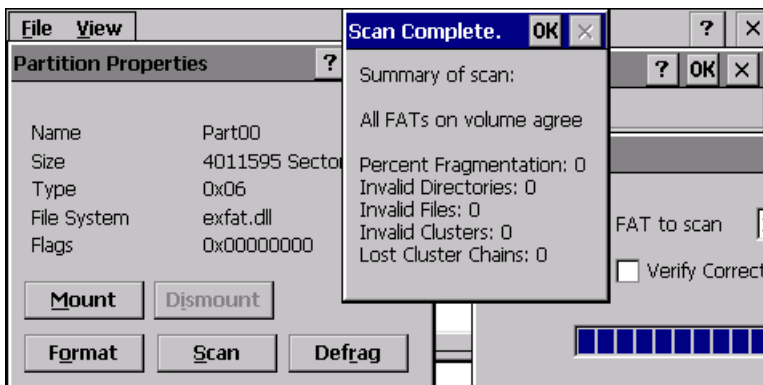 File View
Partition Properties
?
Name Part00
Size 4011595 Sector
Type 0x06
File System exfat.dll
Flags 0x00000000
Mount Dismount
Format Scan Defrag
Scan Complete. OK ×
Summary of scan:
All FATs on volume agree
Percent Fragmentation: 0
Invalid Directories: 0
Invalid Files: 0
Invalid Clusters: 0
Lost Cluster Chains: 0
? ×
? OK ×
FAT to scan
Verify Correct